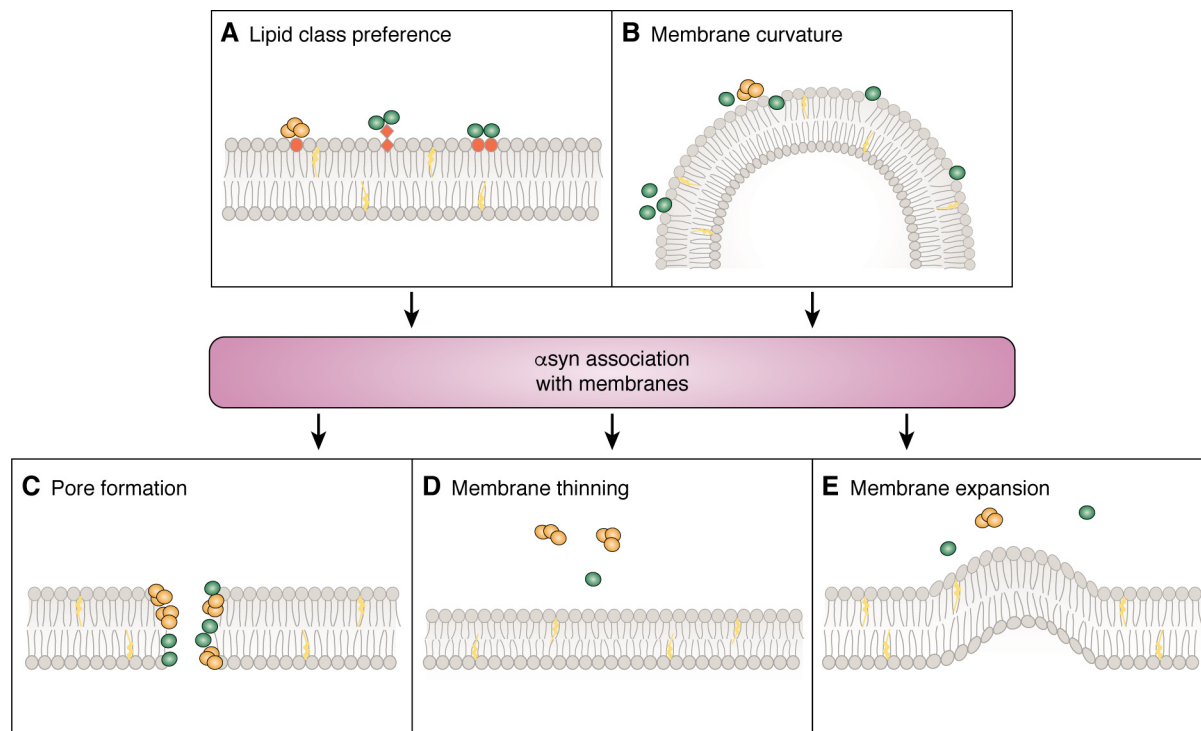 A Lipid class preference
B Membrane curvature
αsyn association
with membranes
C Pore formation
D Membrane thinning
E Membrane expansion